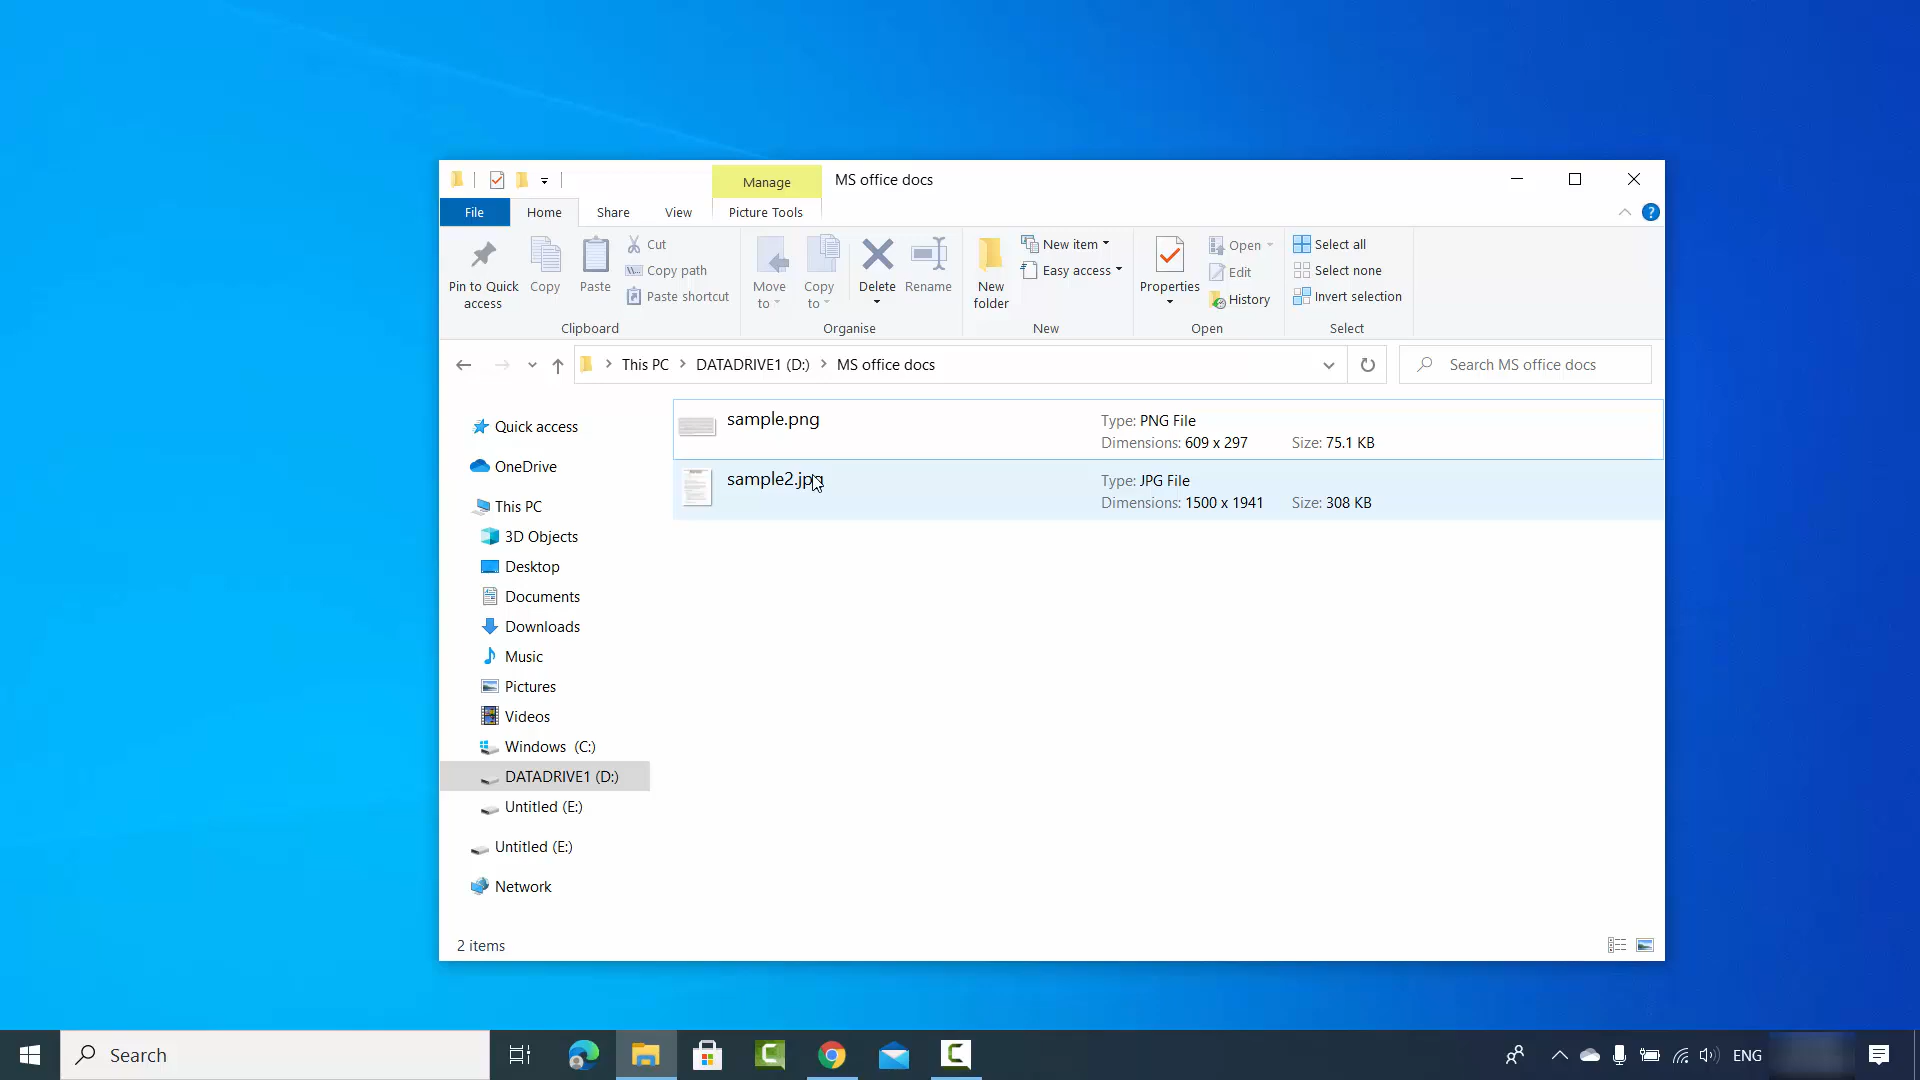 Manage
MS office docs
File
Home
Share
View
Picture Tools
Pin to Quick access
Copy
Paste
Cut
Copy path
Paste shortcut
Clipboard
Move to
Copy to
Delete
Rename
Organise
New folder
New item
Easy access
New
Properties
Open
Edit
History
Open
Select all
Select none
Invert selection
Select
This PC
DATADRIVE1 (D:)
MS office docs
Search MS office docs
Quick access
OneDrive
This PC
3D Objects
Desktop
Documents
Downloads
Music
Pictures
Videos
Windows (C:)
DATADRIVE1 (D:)
Untitled (E:)
Untitled (E:)
Network
sample.png
Type: PNG File
Dimensions: 609 x 297
Size: 75.1 KB
sample2.jpg
Type: JPG File
Dimensions: 1500 x 1941
Size: 308 KB
2 items
Search
ENG